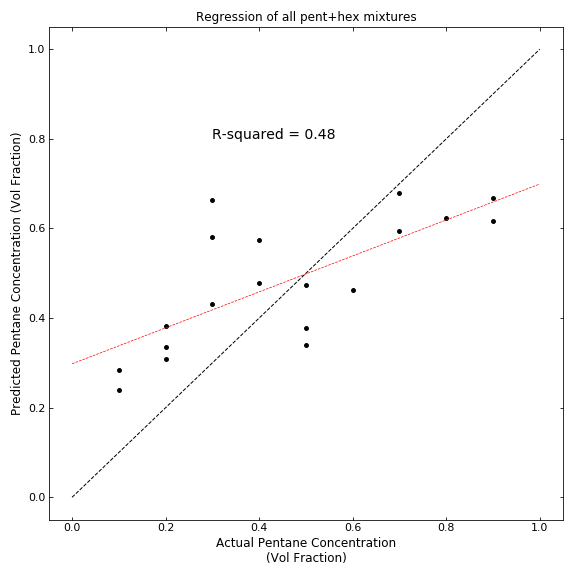 Regression of all pent+hex mixtures
R-squared = 0.48
Predicted Pentane Concentration (Vol Fraction)
1.0
0.8
0.6
0.4
0.2
0.0
0.0 0.2 0.4 0.6 0.8 1.0
Actual Pentane Concentration
(Vol Fraction)